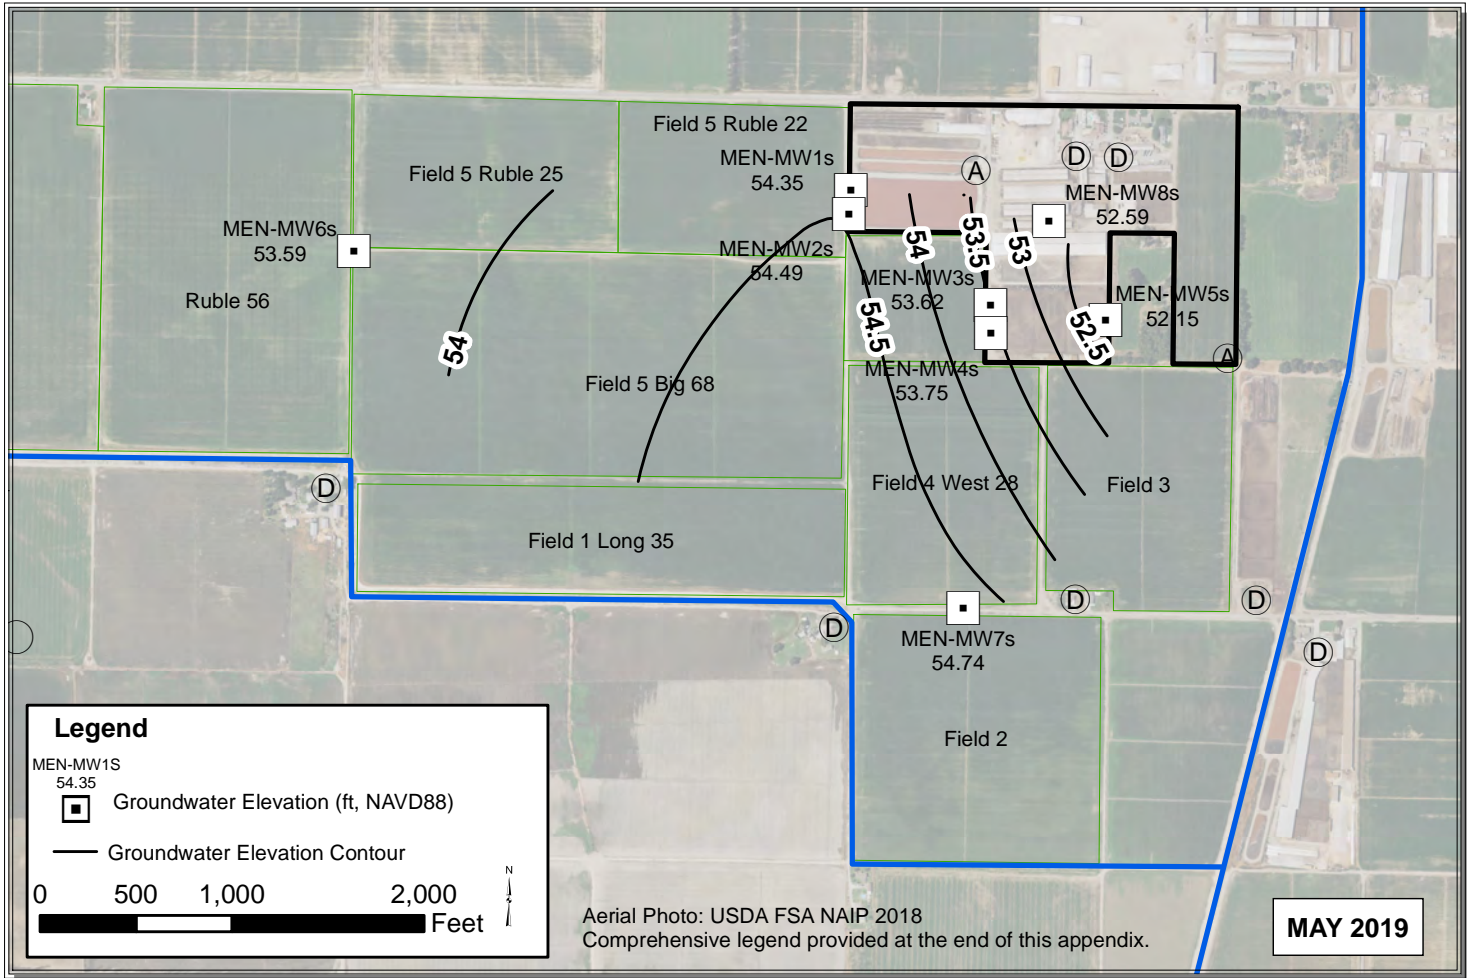 Field 5 Ruble 22
MEN-MW1s
54.35
Field 5 Ruble 25
A
D
D
MEN-MW8s
52.59
MEN-MW6s
53.59
MEN-MW2s
54.49
54
53.5
53
MEN-MW3s
53.62
MEN-MW5s
52.15
Ruble 56
54.5
52.5
54
A
MEN-MW4s
53.75
Field 5 Big 68
D
Field 4 West 28
Field 3
Field 1 Long 35
D
D
D
MEN-MW7s
54.74
D
Field 2
Legend
MEN-MW1S
54.35
Groundwater Elevation (ft, NAVD88)
Groundwater Elevation Contour
N
0 500 1,000 2,000
Feet
Aerial Photo: USDA FSA NAIP 2018
Comprehensive legend provided at the end of this appendix.
MAY 2019